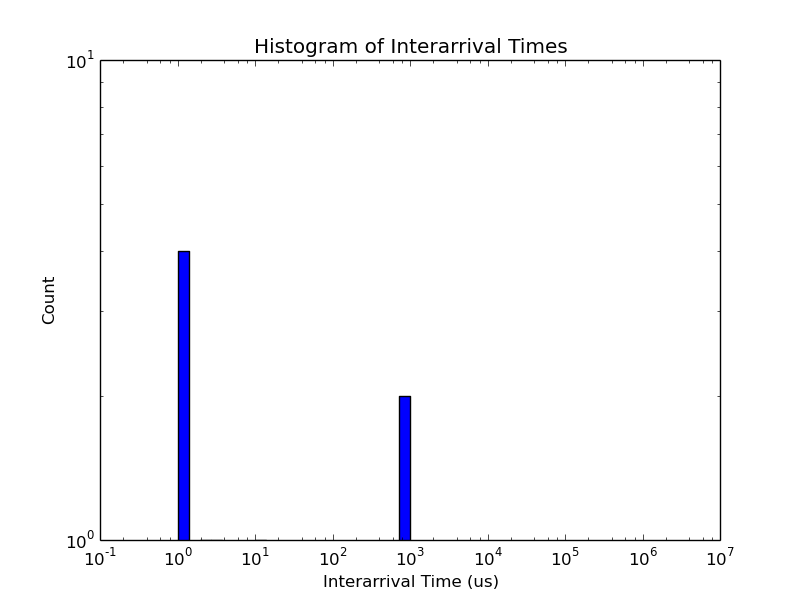 Histogram of Interarrival Times
10^1
Count
10^0
10^-1 10^0 10^1 10^2 10^3 10^4 10^5 10^6 10^7
Interarrival Time (us)